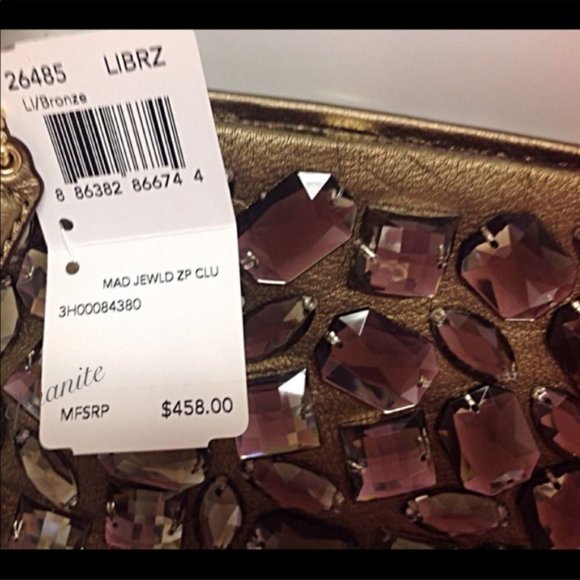 26485 LIBRZ
LI/Bronze
8 86382 86674 4
MAD JEWLD ZP CLU
3H00084380
MFSRP $458.00